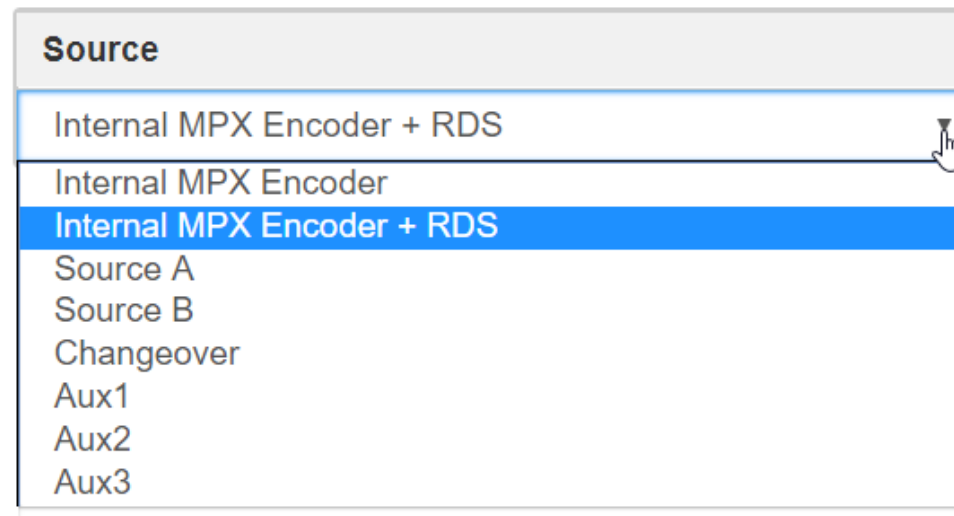 Source
Internal MPX Encoder + RDS
Internal MPX Encoder
Internal MPX Encoder + RDS
Source A
Source B
Changeover
Aux1
Aux2
Aux3